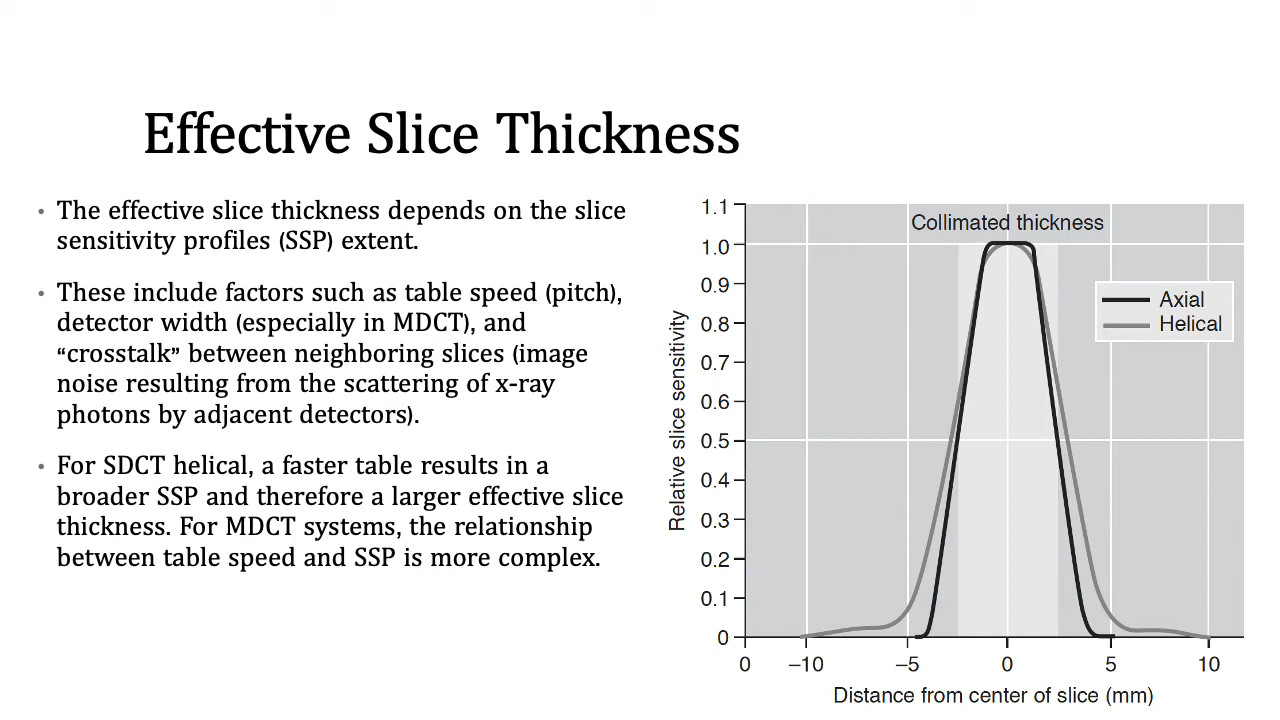 Effective Slice Thickness
• The effective slice thickness depends on the slice
sensitivity profiles (SSP) extent.
• These include factors such as table speed (pitch),
detector width (especially in MDCT), and
“crosstalk” between neighboring slices (image
noise resulting from the scattering of x-ray
photons by adjacent detectors).
• For SDCT helical, a faster table results in a
broader SSP and therefore a larger effective slice
thickness. For MDCT systems, the relationship
between table speed and SSP is more complex.
Collimated thickness
Axial
Helical
Relative slice sensitivity
1.1
1.0
0.9
0.8
0.7
0.6
0.5
0.4
0.3
0.2
0.1
0
0 –10 –5 0 5 10
Distance from center of slice (mm)